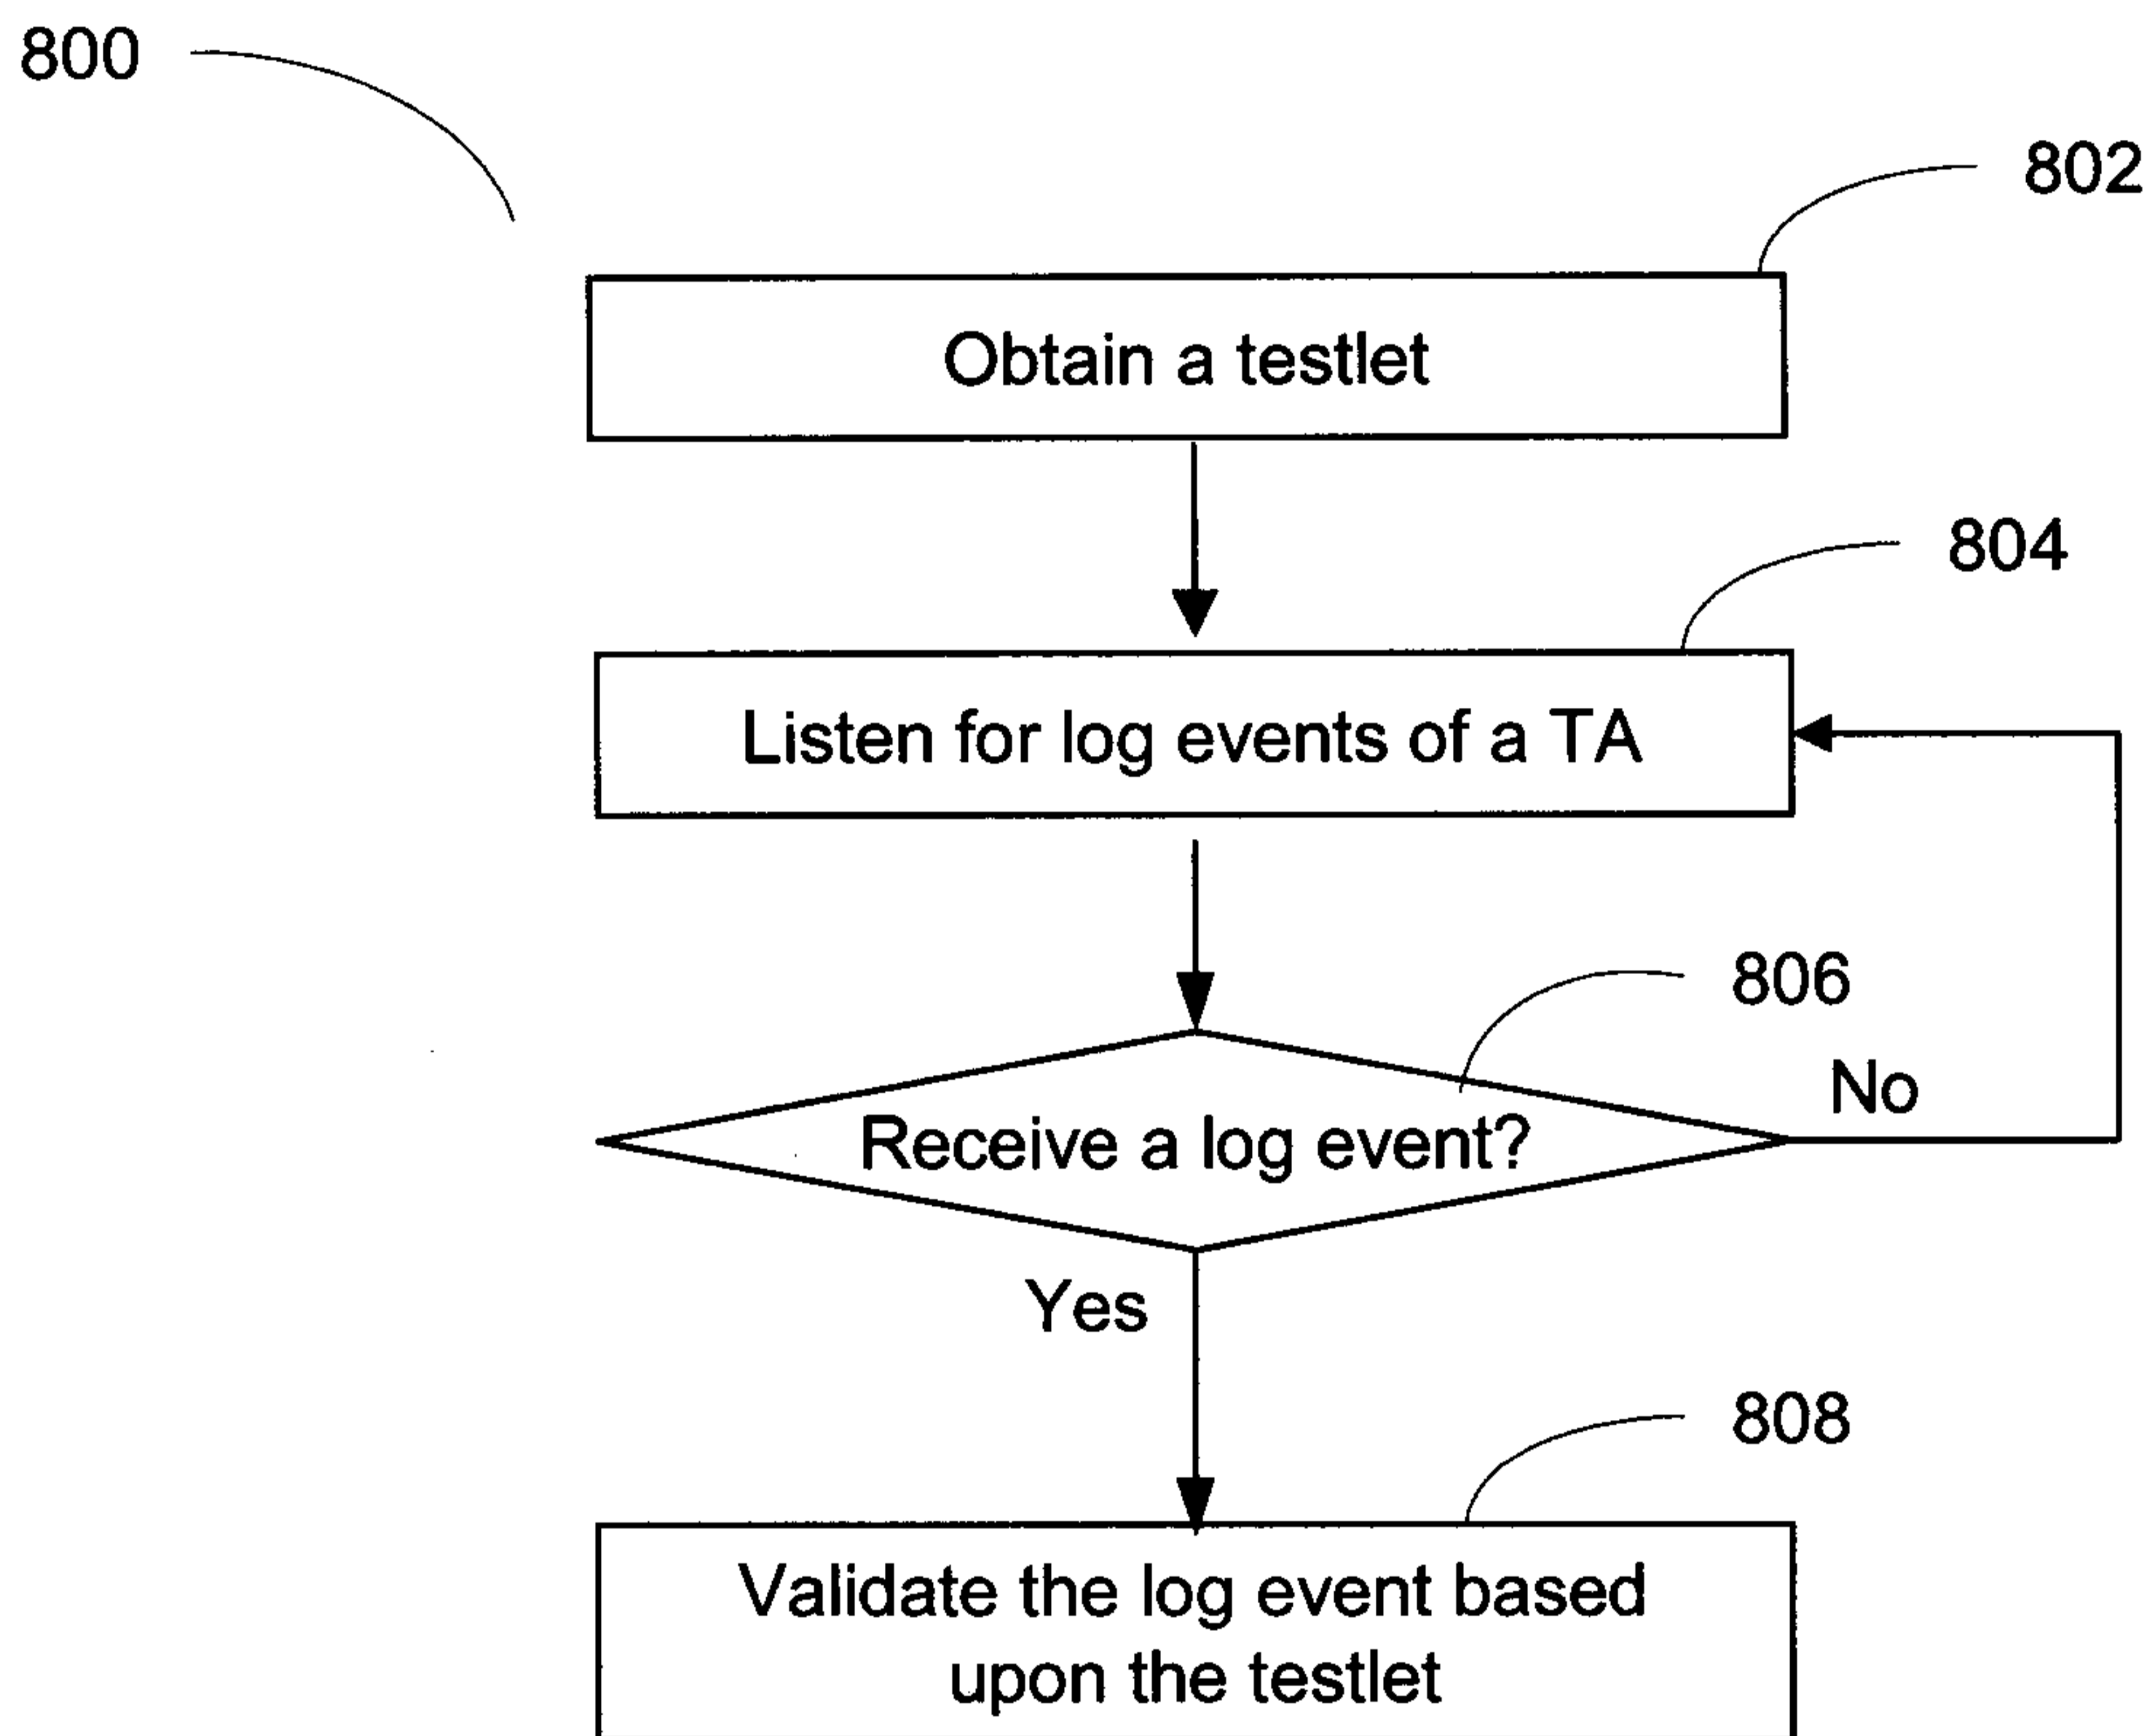 800
802
Obtain a testlet
804
Listen for log events of a TA
806
No
Receive a log event?
Yes
808
Validate the log event based
upon the testlet